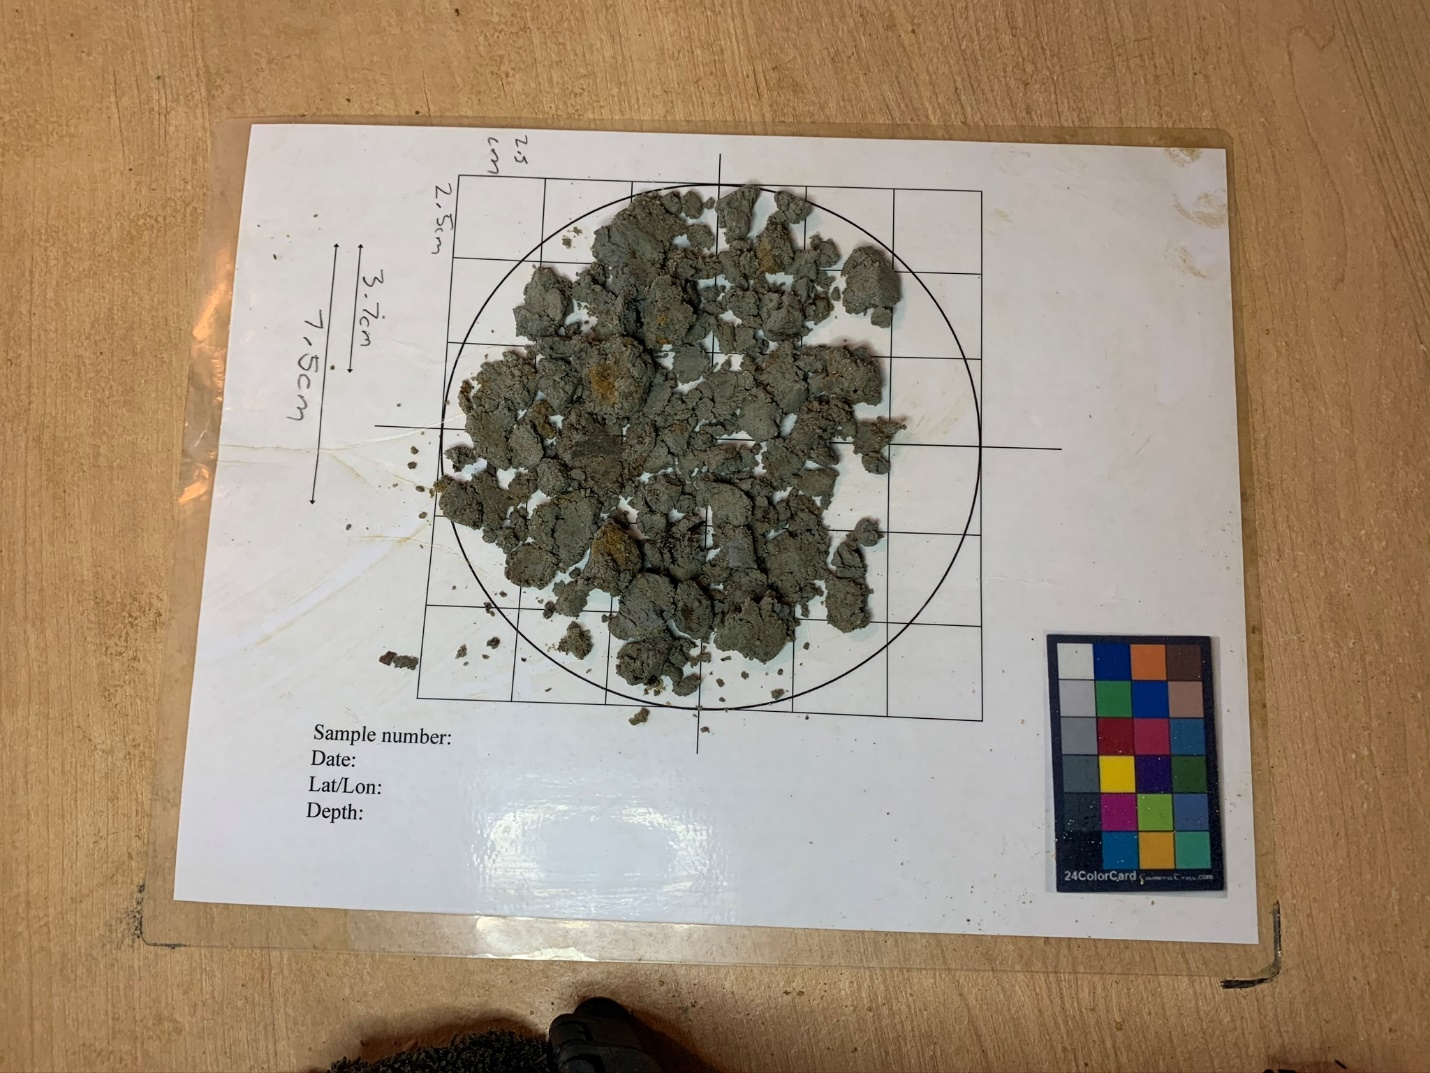 2.5
cm
2.5cm
3.7cm
7.5cm
Sample number:
Date:
Lat/Lon:
Depth:
24ColorCard